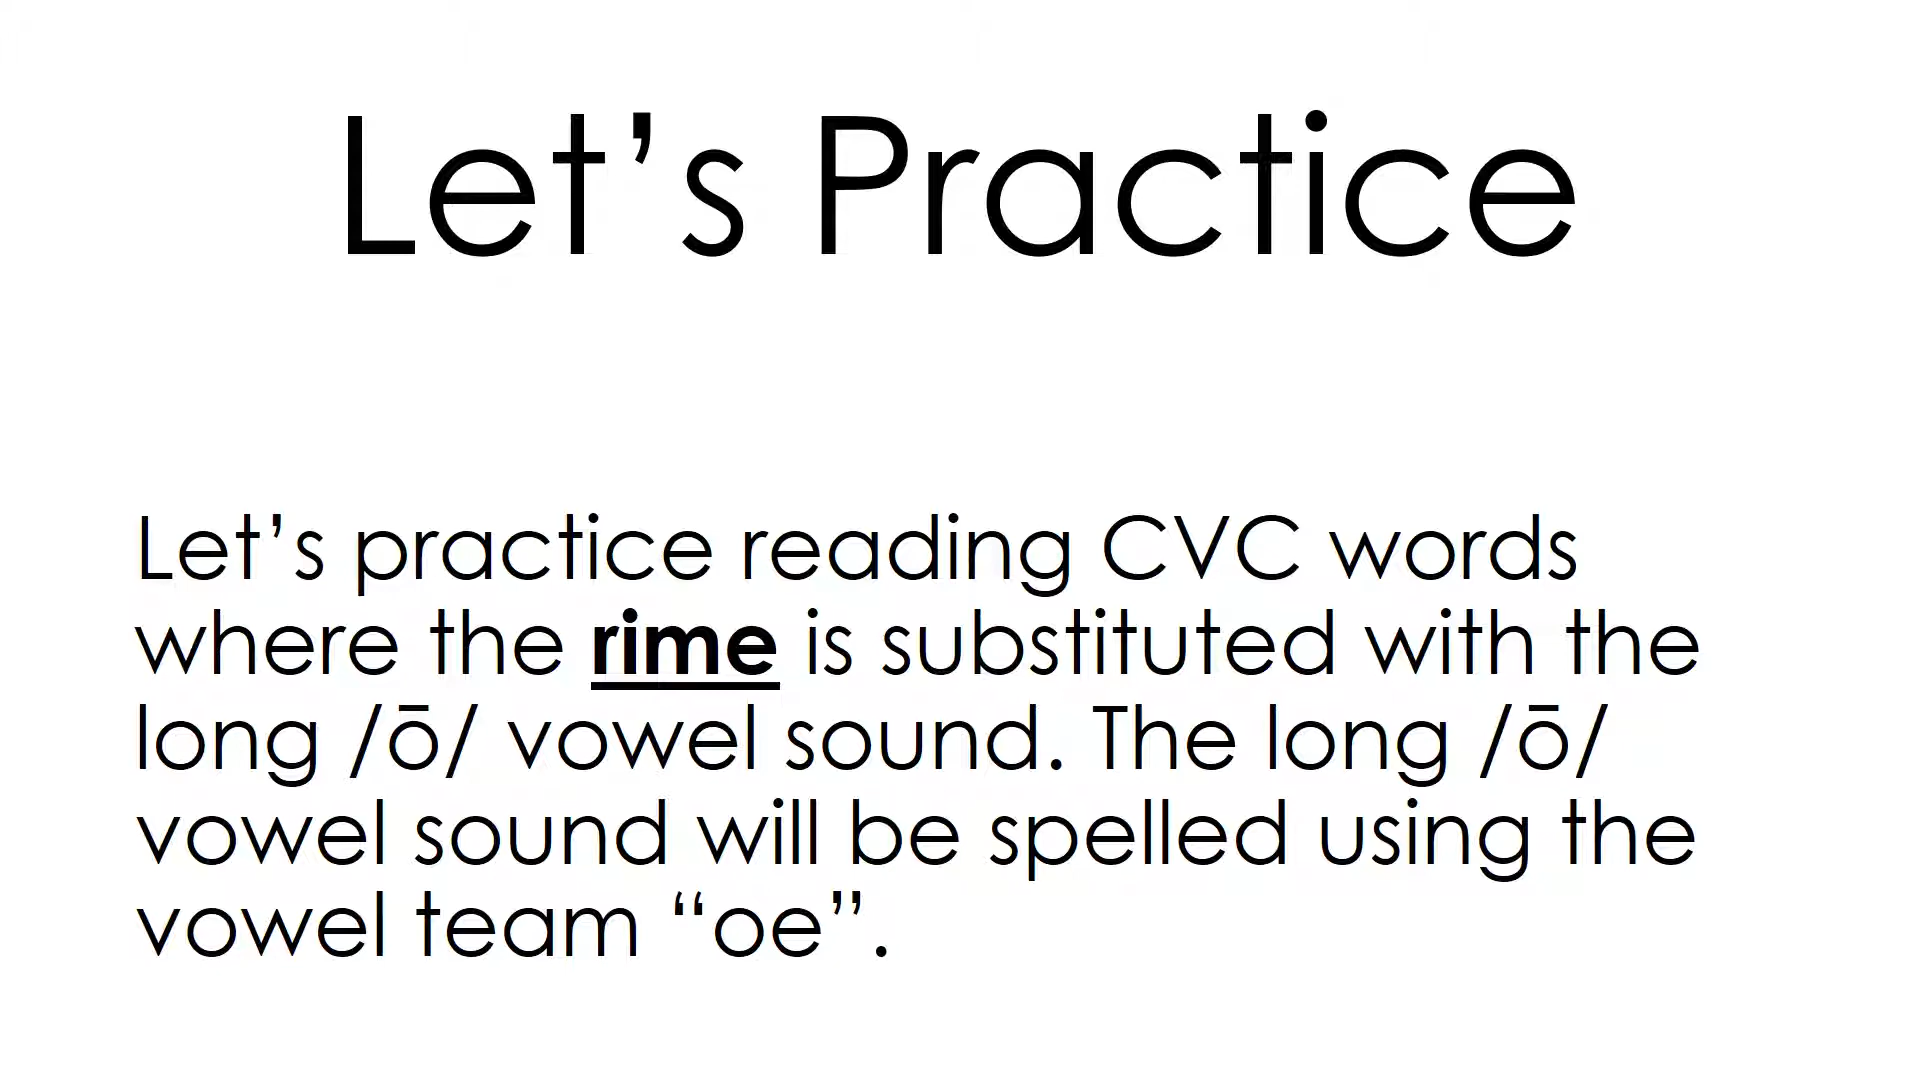 Let’s Practice
Let’s practice reading CVC words
where the rime is substituted with the
long /ō/ vowel sound. The long /ō/
vowel sound will be spelled using the
vowel team “oe”.